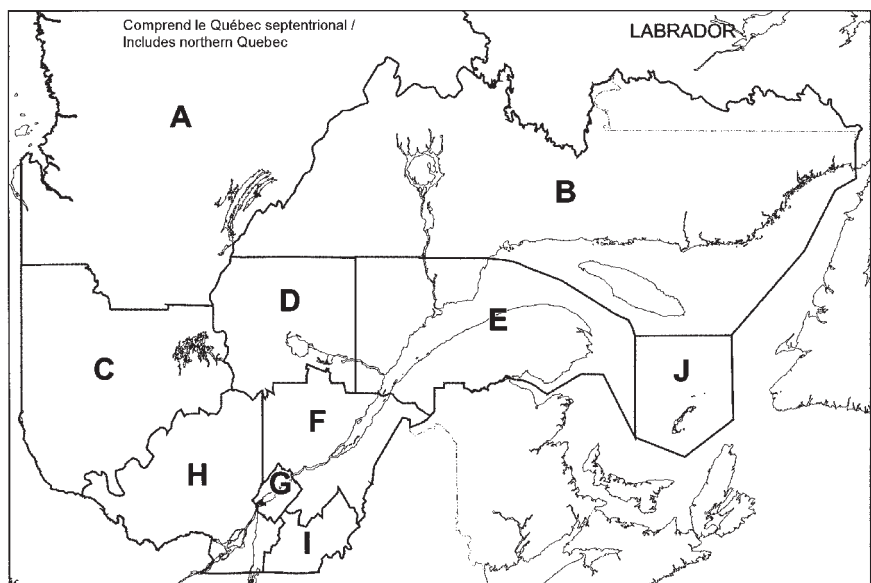 Comprend le Québec septentrional /
Includes northern Quebec
LABRADOR
A
B
C
D
E
J
F
H
G
I